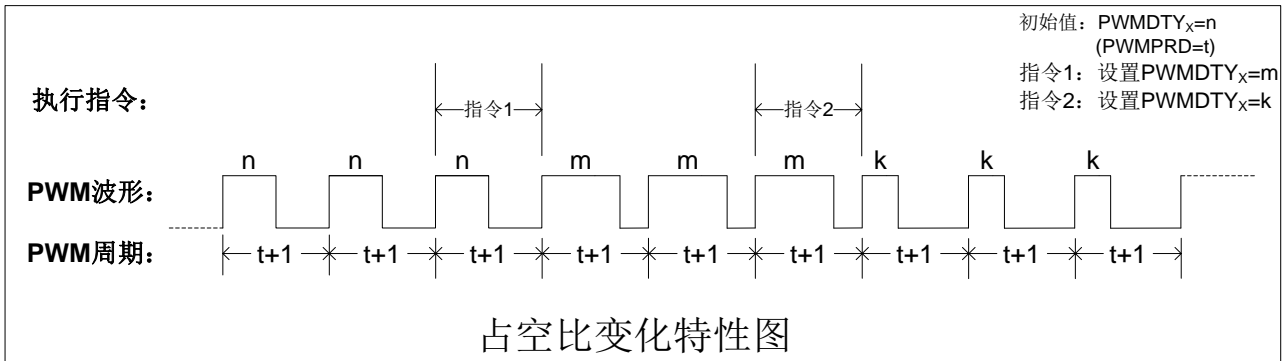 初始值：PWMDTYX=n
(PWMPRD=t)
指令1：设置PWMDTYX=m
指令2：设置PWMDTYX=k
执行指令：
指令1 指令2
n n n m m m k k k
PWM波形：
PWM周期： t+1 t+1 t+1 t+1 t+1 t+1 t+1 t+1 t+1
占空比变化特性图